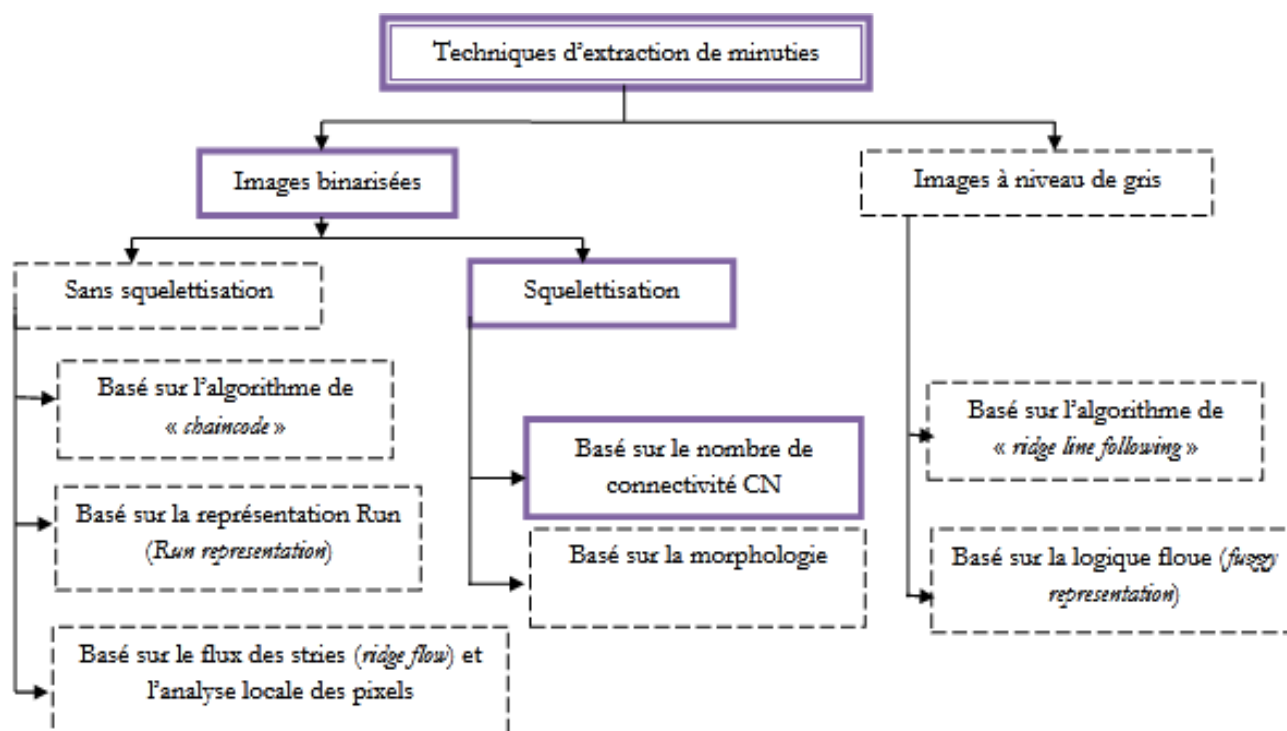 Techniques d'extraction de minuties
Images binarisées
Images à niveau de gris
Sans squelettisation
Squelettisation
Basé sur l'algorithme de
« chaincode »
Basé sur la représentation Run
(Run representation)
Basé sur le flux des stries (ridge flow) et
l'analyse locale des pixels
Basé sur le nombre de
connectivité CN
Basé sur la morphologie
Basé sur l'algorithme de
« ridge line following »
Basé sur la logique floue (fuzzy
representation)